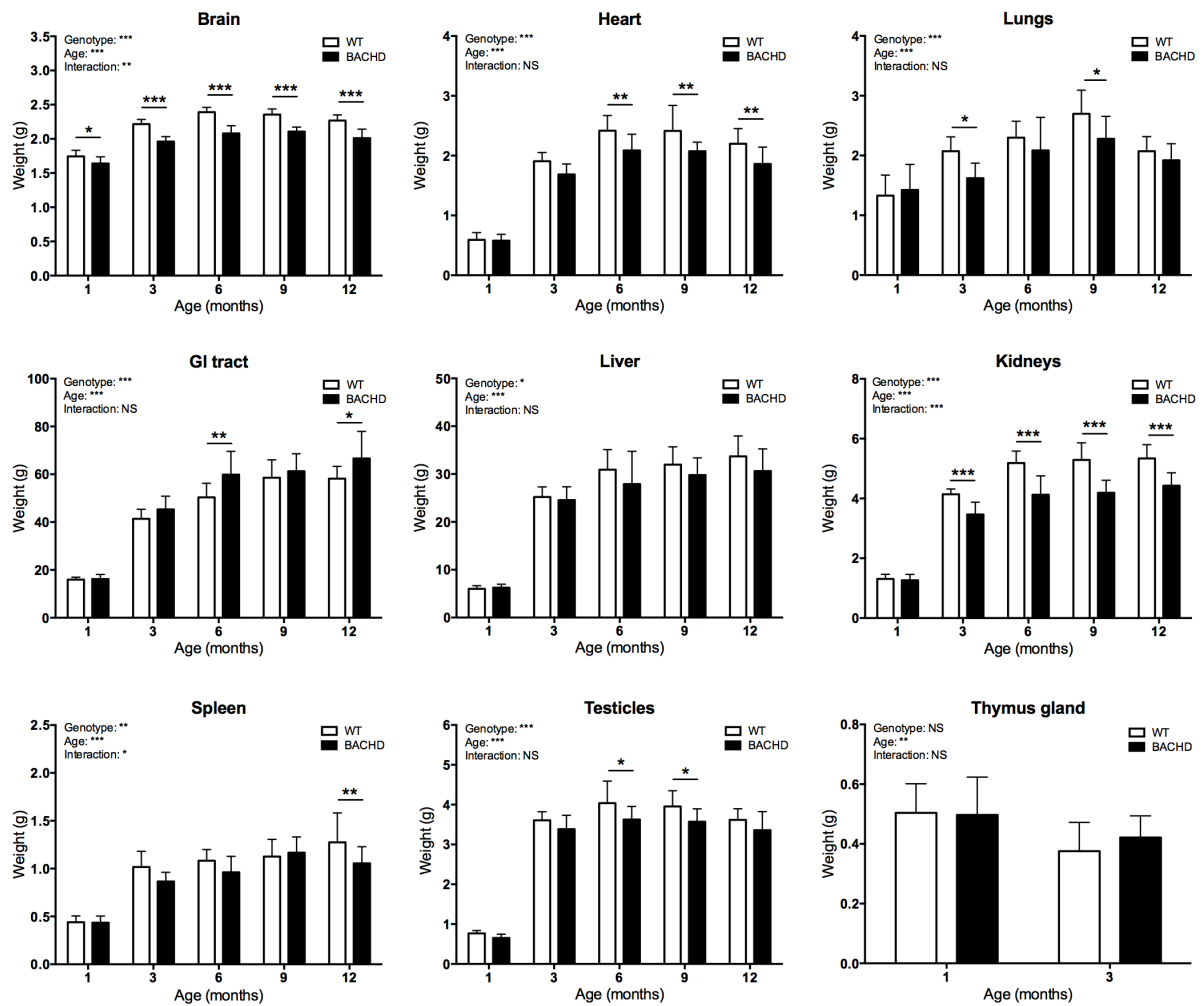 Brain
Genotype: ***
Age: ***
Interaction: **
WT
BACHD
Weight (g)
3.5
3.0
2.5
2.0
1.5
1.0
0.5
0.0
*
***
***
***
***
1 3 6 9 12
Age (months)
Heart
Genotype: ***
Age: ***
Interaction: NS
WT
BACHD
Weight (g)
4
3
2
1
0
**
**
**
1 3 6 9 12
Age (months)
Lungs
Genotype: ***
Age: ***
Interaction: NS
WT
BACHD
Weight (g)
4
3
2
1
0
*
*
1 3 6 9 12
Age (months)
GI tract
Genotype: ***
Age: ***
Interaction: NS
WT
BACHD
Weight (g)
100
80
60
40
20
0
**
*
1 3 6 9 12
Age (months)
Liver
Genotype: *
Age: ***
Interaction: NS
WT
BACHD
Weight (g)
50
40
30
20
10
0
1 3 6 9 12
Age (months)
Kidneys
Genotype: ***
Age: ***
Interaction: ***
WT
BACHD
Weight (g)
8
6
4
2
0
***
***
***
***
1 3 6 9 12
Age (months)
Spleen
Genotype: **
Age: ***
Interaction: *
WT
BACHD
Weight (g)
2.5
2.0
1.5
1.0
0.5
0.0
**
1 3 6 9 12
Age (months)
Testicles
Genotype: ***
Age: ***
Interaction: NS
WT
BACHD
Weight (g)
6
5
4
3
2
1
0
*
*
1 3 6 9 12
Age (months)
Thymus gland
Genotype: NS
Age: **
Interaction: NS
WT
BACHD
Weight (g)
0.8
0.6
0.4
0.2
0.0
1 3
Age (months)